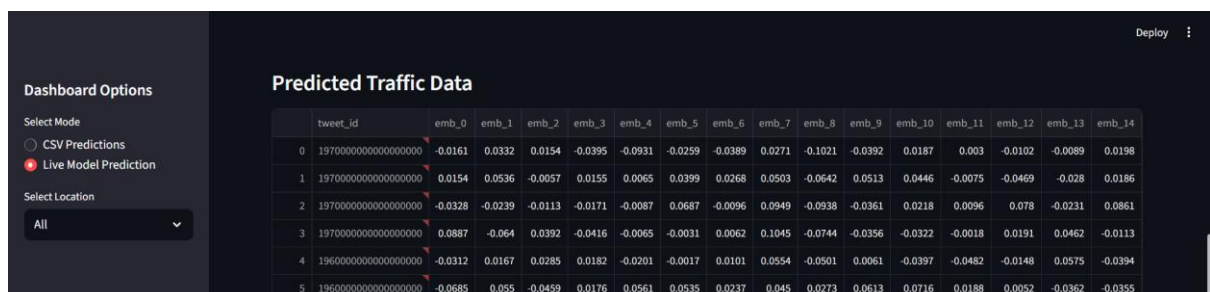 Deploy
Dashboard Options
Select Mode
CSV Predictions
Live Model Prediction
Select Location
All
Predicted Traffic Data
tweet_id emb_0 emb_1 emb_2 emb_3 emb_4 emb_5 emb_6 emb_7 emb_8 emb_9 emb_10 emb_11 emb_12 emb_13 emb_14
0 1970000000000000000 -0.0161 0.0332 0.0154 -0.0395 -0.0931 -0.0259 -0.0389 0.0271 -0.1021 -0.0392 0.0187 0.003 -0.0102 -0.0089 0.0198
1 1970000000000000000 0.0154 0.0536 -0.0057 0.0155 0.0065 0.0399 0.0268 0.0503 -0.0642 0.0513 0.0446 -0.0075 -0.0469 -0.028 0.0186
2 1970000000000000000 -0.0328 -0.0239 -0.0113 -0.0171 -0.0087 0.0687 -0.0096 0.0949 -0.0938 -0.0361 0.0218 0.0096 0.078 -0.0231 0.0861
3 1970000000000000000 0.0887 -0.064 0.0392 -0.0416 -0.0065 -0.0031 0.0062 0.1045 -0.0744 -0.0356 -0.0322 -0.0018 0.0191 0.0462 -0.0113
4 1960000000000000000 -0.0312 0.0167 0.0285 0.0182 -0.0201 -0.0017 0.0101 0.0554 -0.0501 0.0061 -0.0397 -0.0482 -0.0148 0.0575 -0.0394
5 1960000000000000000 -0.0685 0.055 -0.0459 0.0176 0.0561 0.0535 0.0237 0.045 0.0273 0.0613 0.0716 0.0188 0.0052 -0.0362 -0.0355